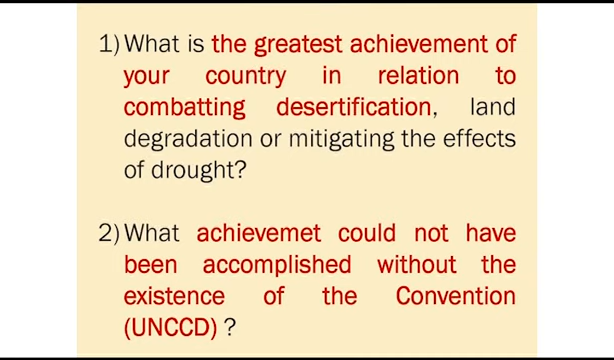 1) What is the greatest achievement of
your country in relation to
combatting desertification, land
degradation or mitigating the effects
of drought?
2) What achievemet could not have
been accomplished without the
existence of the Convention
(UNCCD) ?